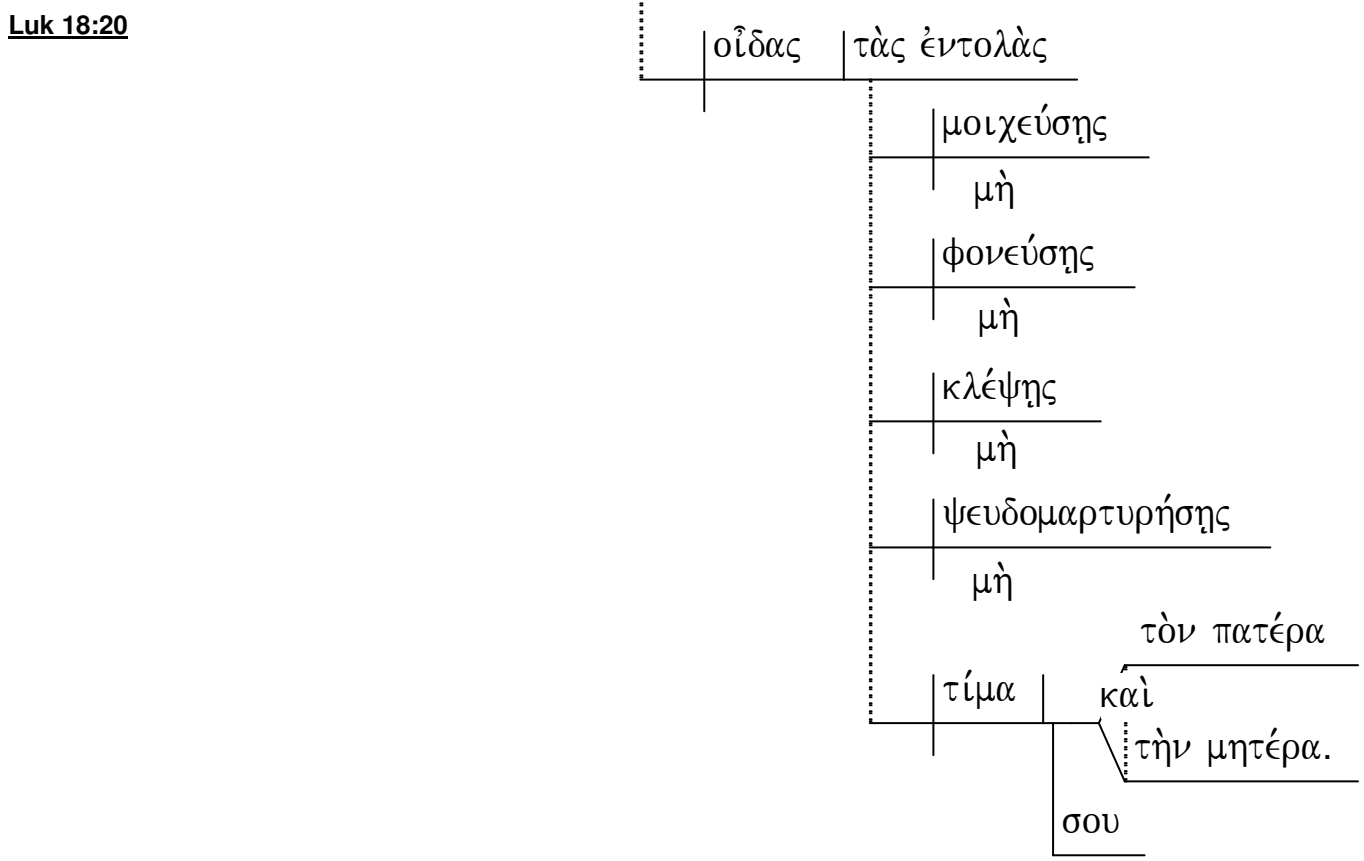 Luk 18:20
οἶδας τὰς ἐντολὰς
μοιχεύσῃς
μὴ
φονεύσῃς
μὴ
κλέψῃς
μὴ
ψευδομαρτυρήσῃς
μὴ
τὸν πατέρα
τίμα καὶ
τὴν μητέρα.
σου